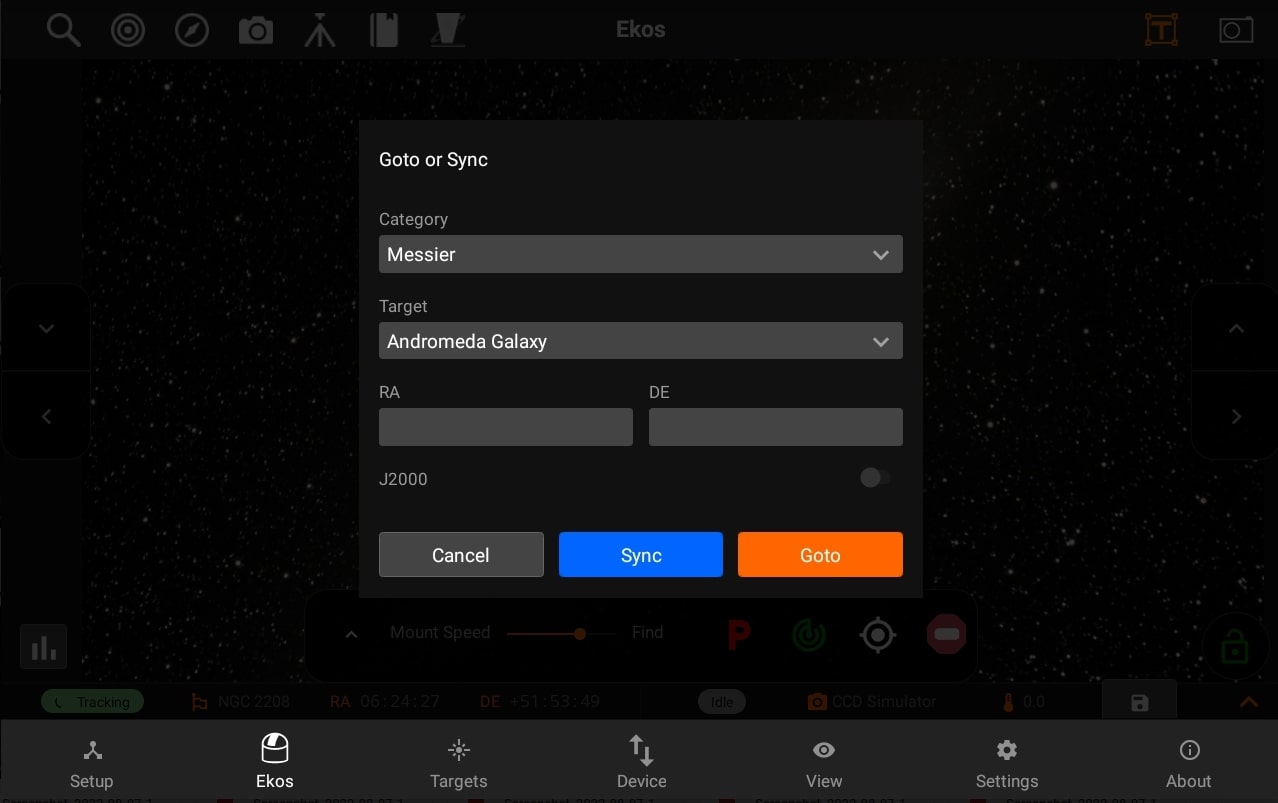 Ekos
T
Goto or Sync
Category
Messier
Target
Andromeda Galaxy
RA DE
J2000
Cancel Sync Goto
Mount Speed Find P
Tracking NGC 2208 RA 06:24:27 DE +51:53:49 Idle CCD Simulator 0.0
Setup Ekos Targets Device View Settings About